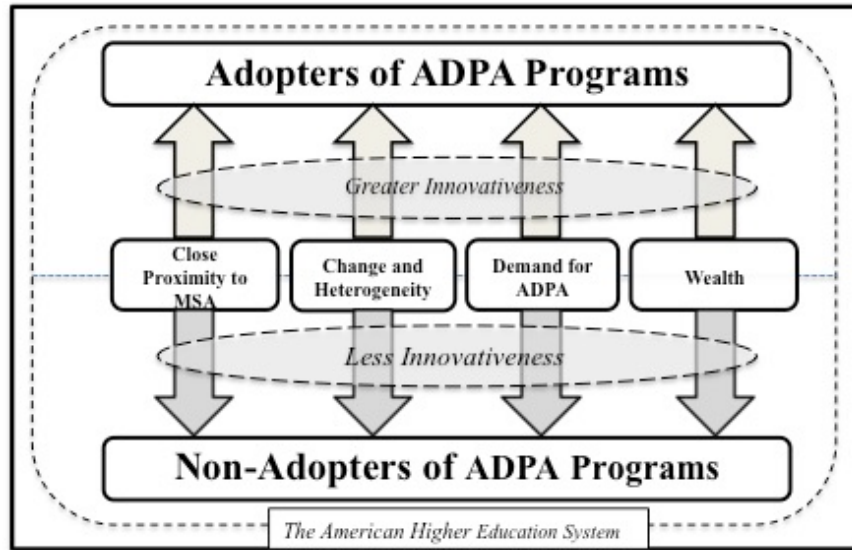 Adopters of ADPA Programs
Greater Innovativeness
Close
Proximity to
MSA
Change and
Heterogeneity
Demand for
ADPA
Wealth
Less Innovativeness
Non-Adopters of ADPA Programs
The American Higher Education System